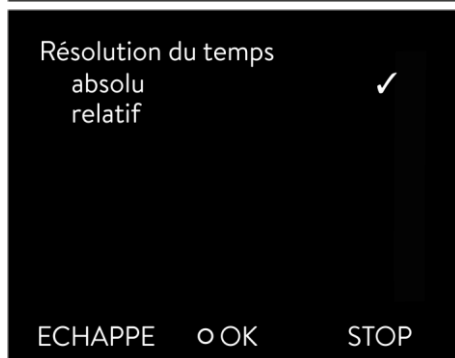 Résolution du temps
absolu ✓
relatif
ECHAPPE O OK STOP